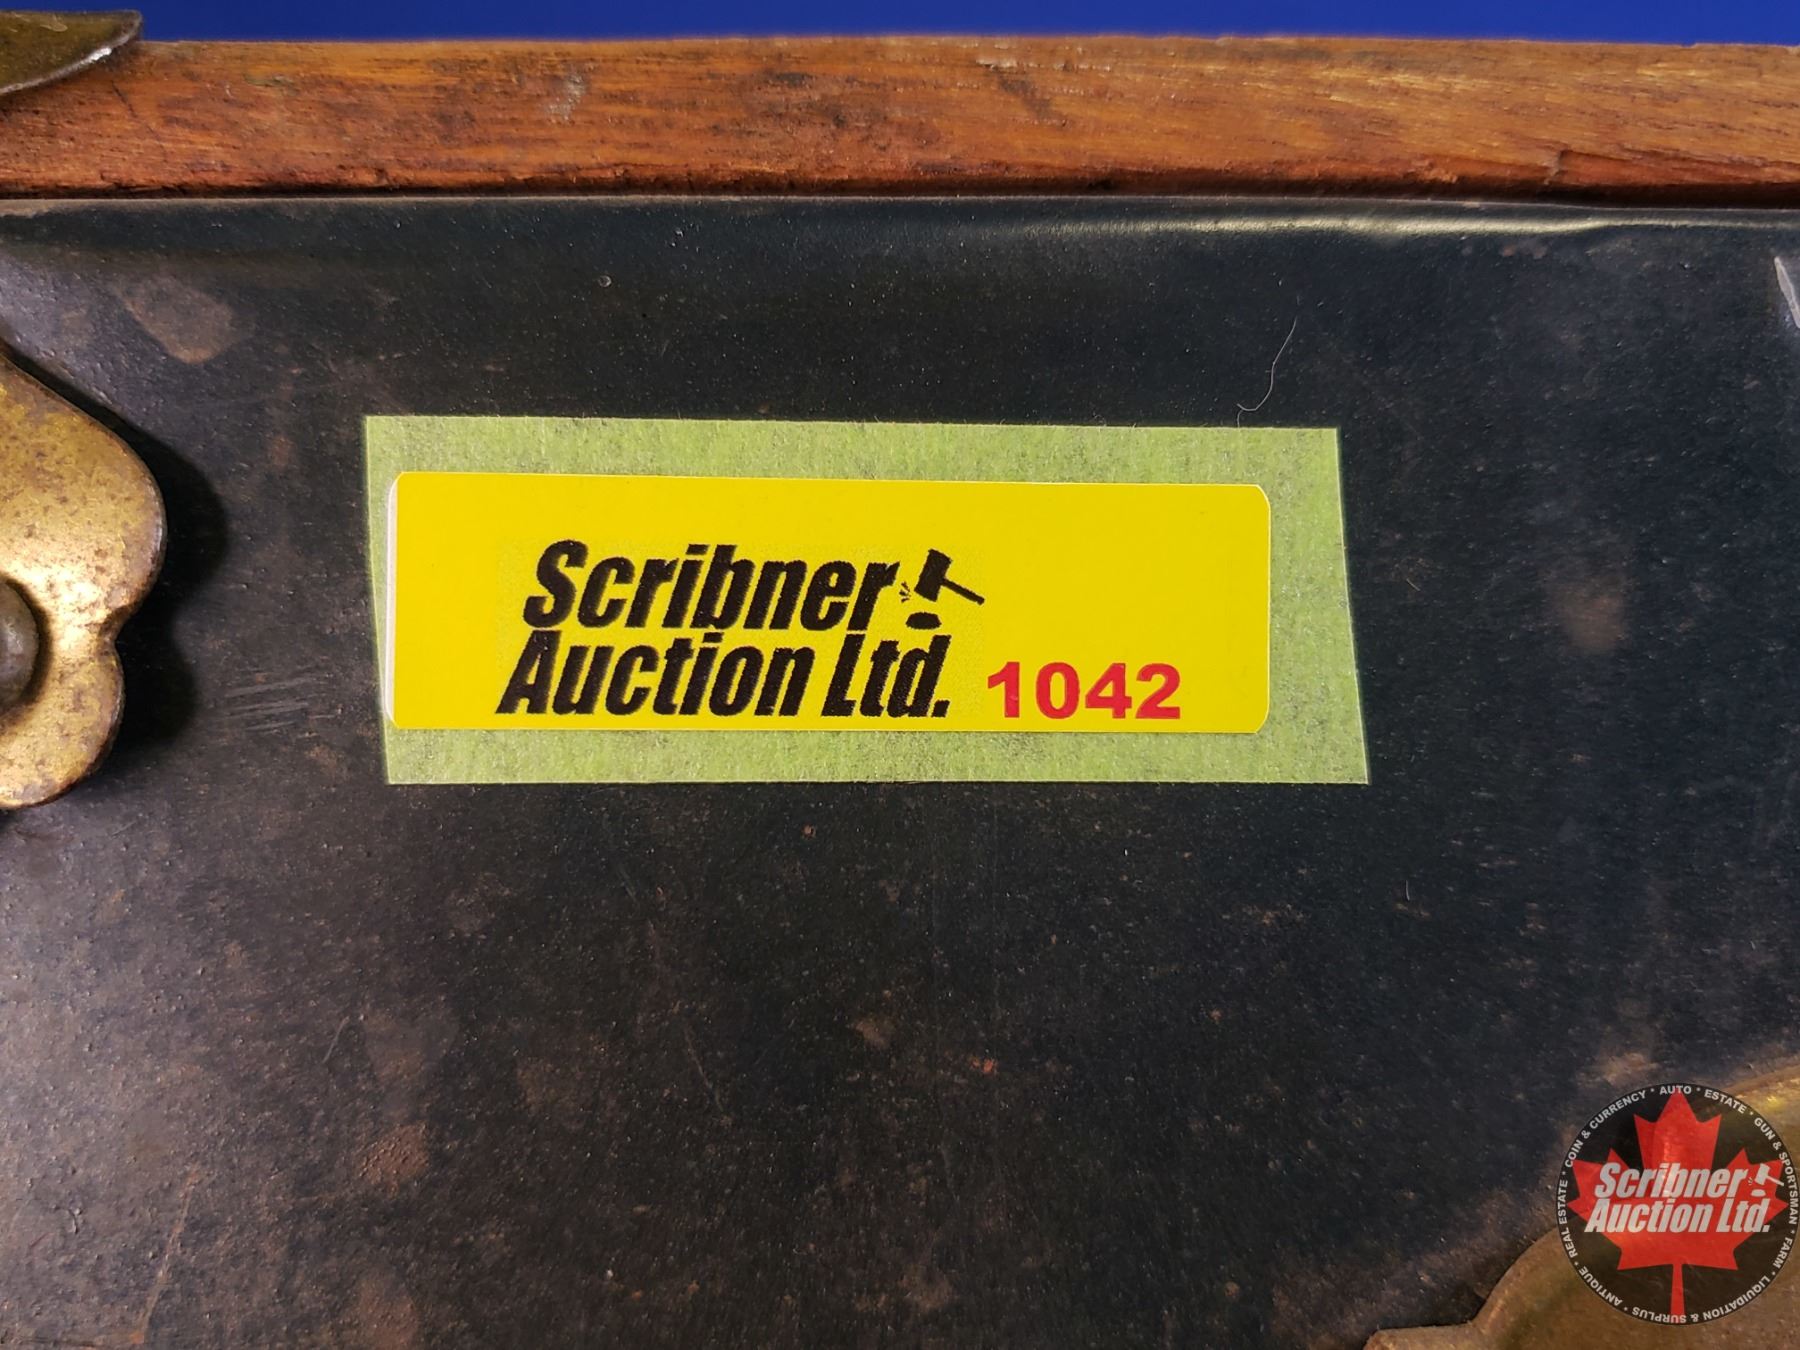 Scribner
Auction Ltd. 1042
COIN & CURRENCY * AUTO * ESTATE * GUN & SPORTSMAN * FARM * LIQUIDATION & SURPLUS * ANTIQUE * REAL ESTATE *
Scribner
Auction Ltd.